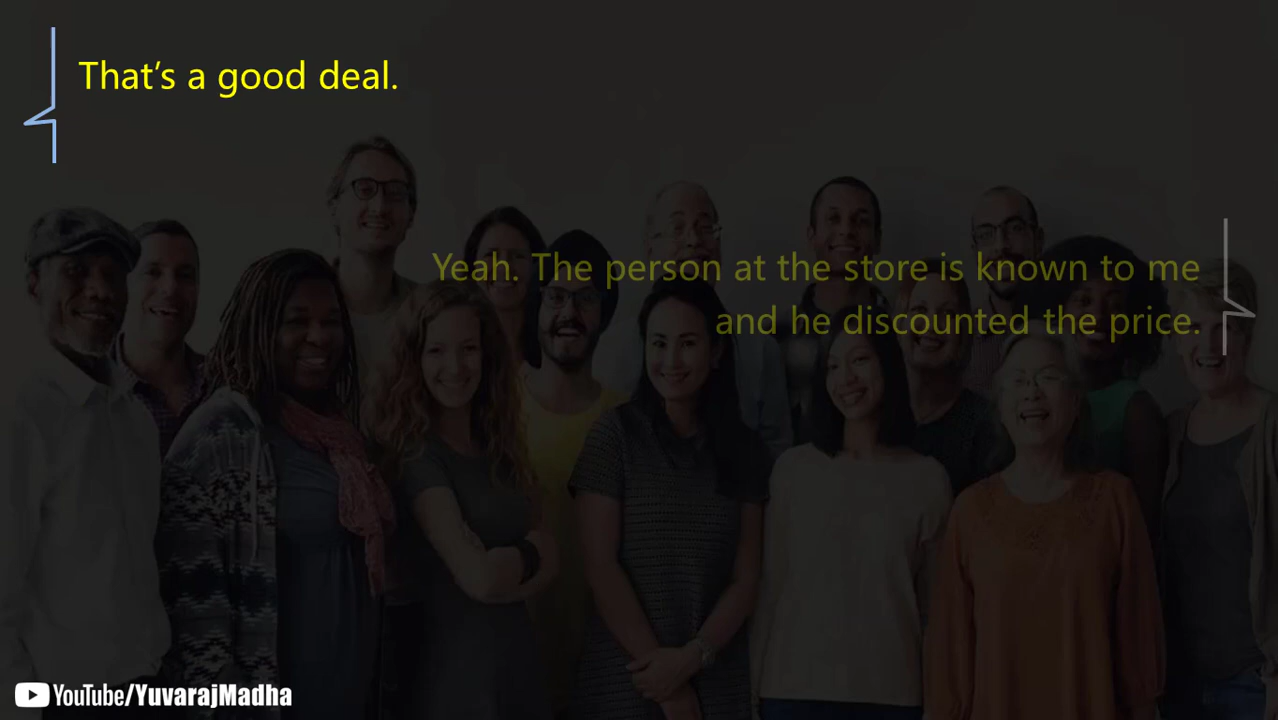 That’s a good deal.
Yeah. The person at the store is known to me
and he discounted the price.
YouTube/YuvarajMadha